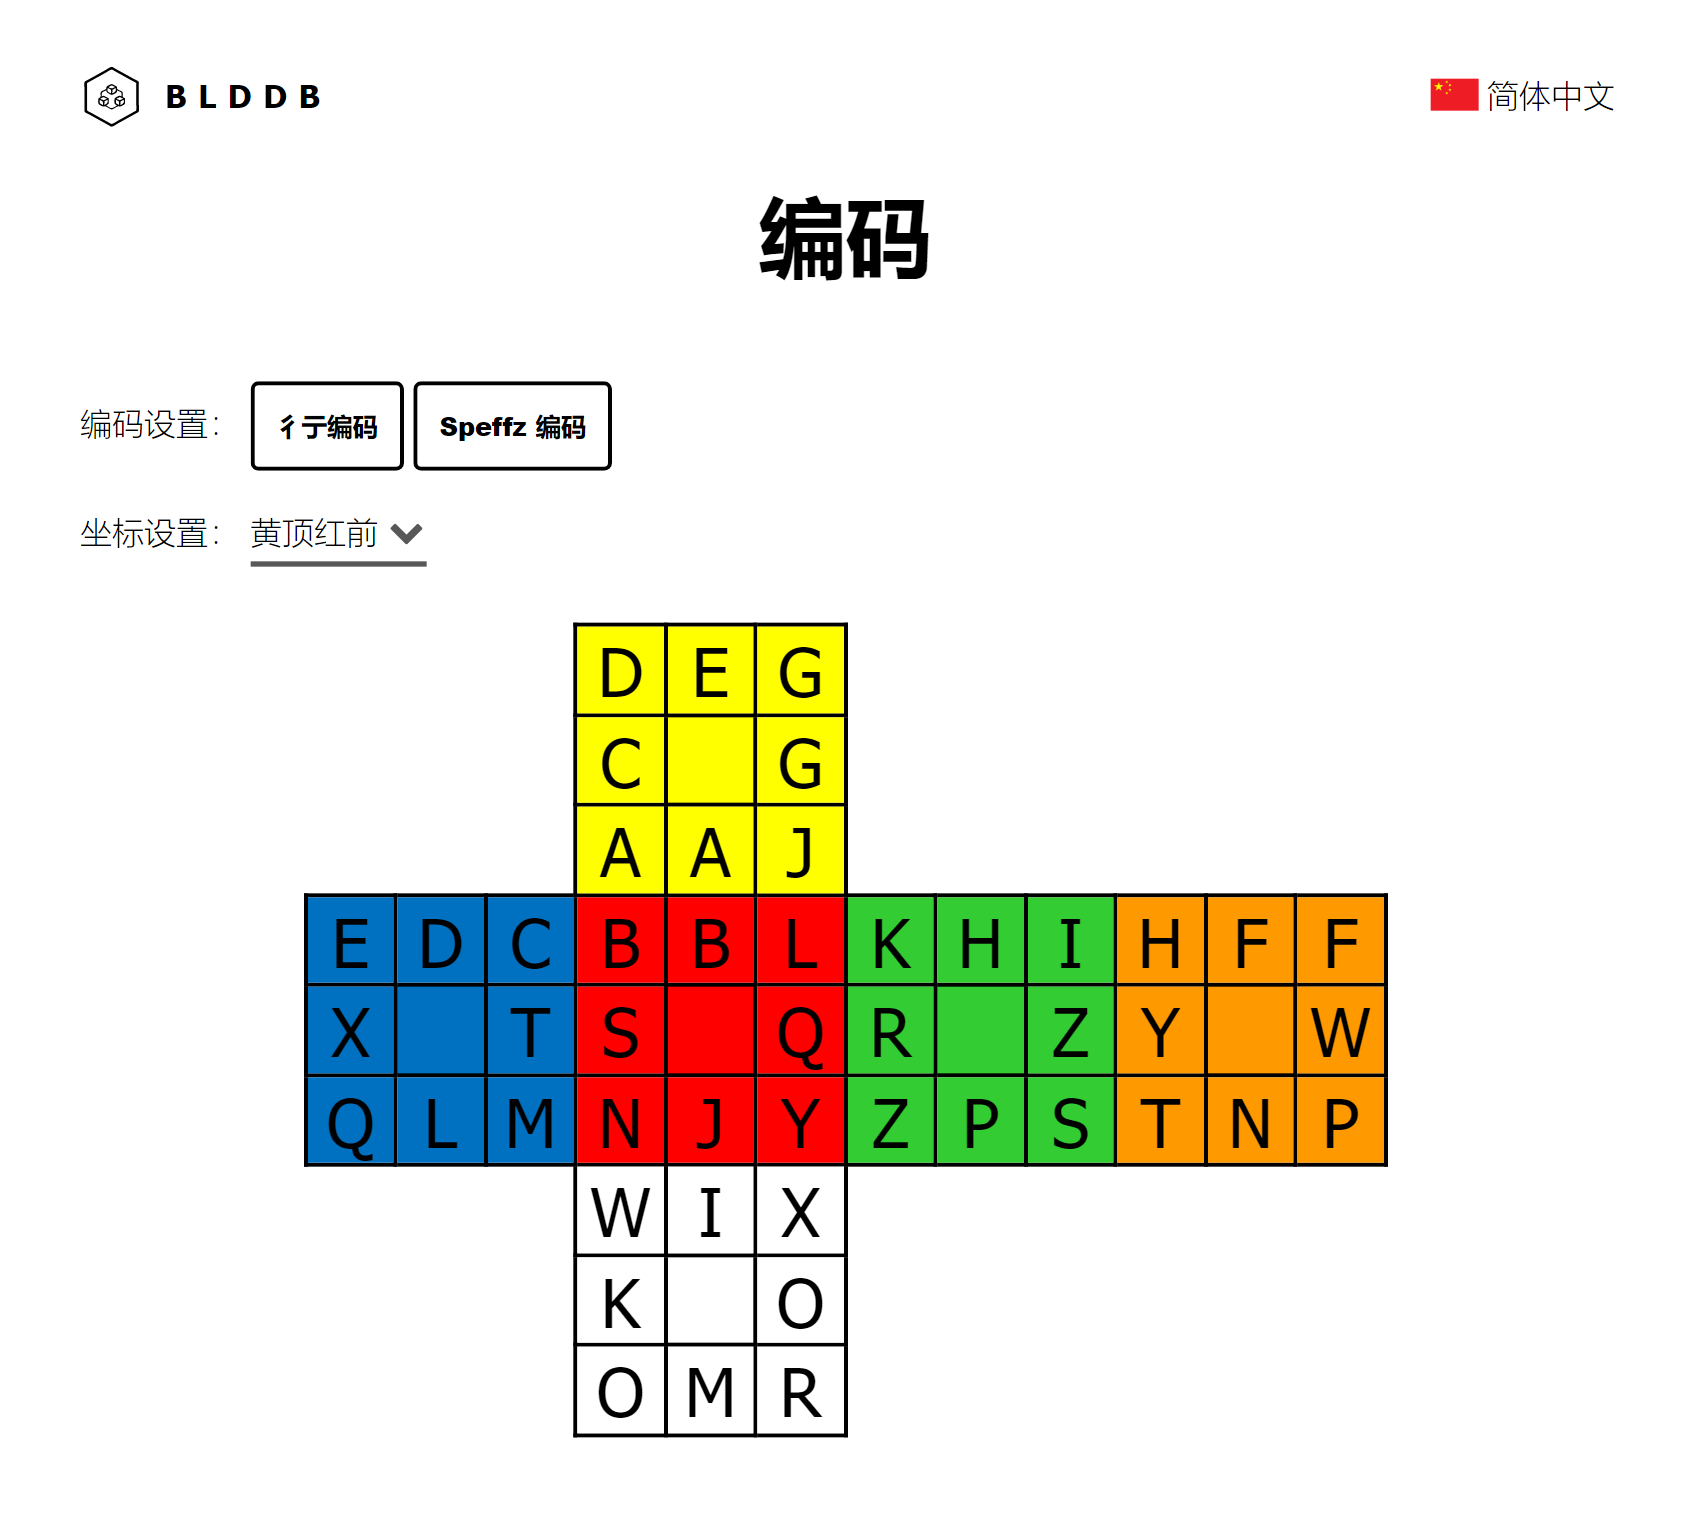 BLDDB
简体中文
编码
编码设置： 彳亍编码 Speffz 编码
坐标设置： 黄顶红前
D E G
C G
A A J
E D C B B L K H I H F F
X T S Q R Z Y W
Q L M N J Y Z P S T N P
W I X
K O
O M R